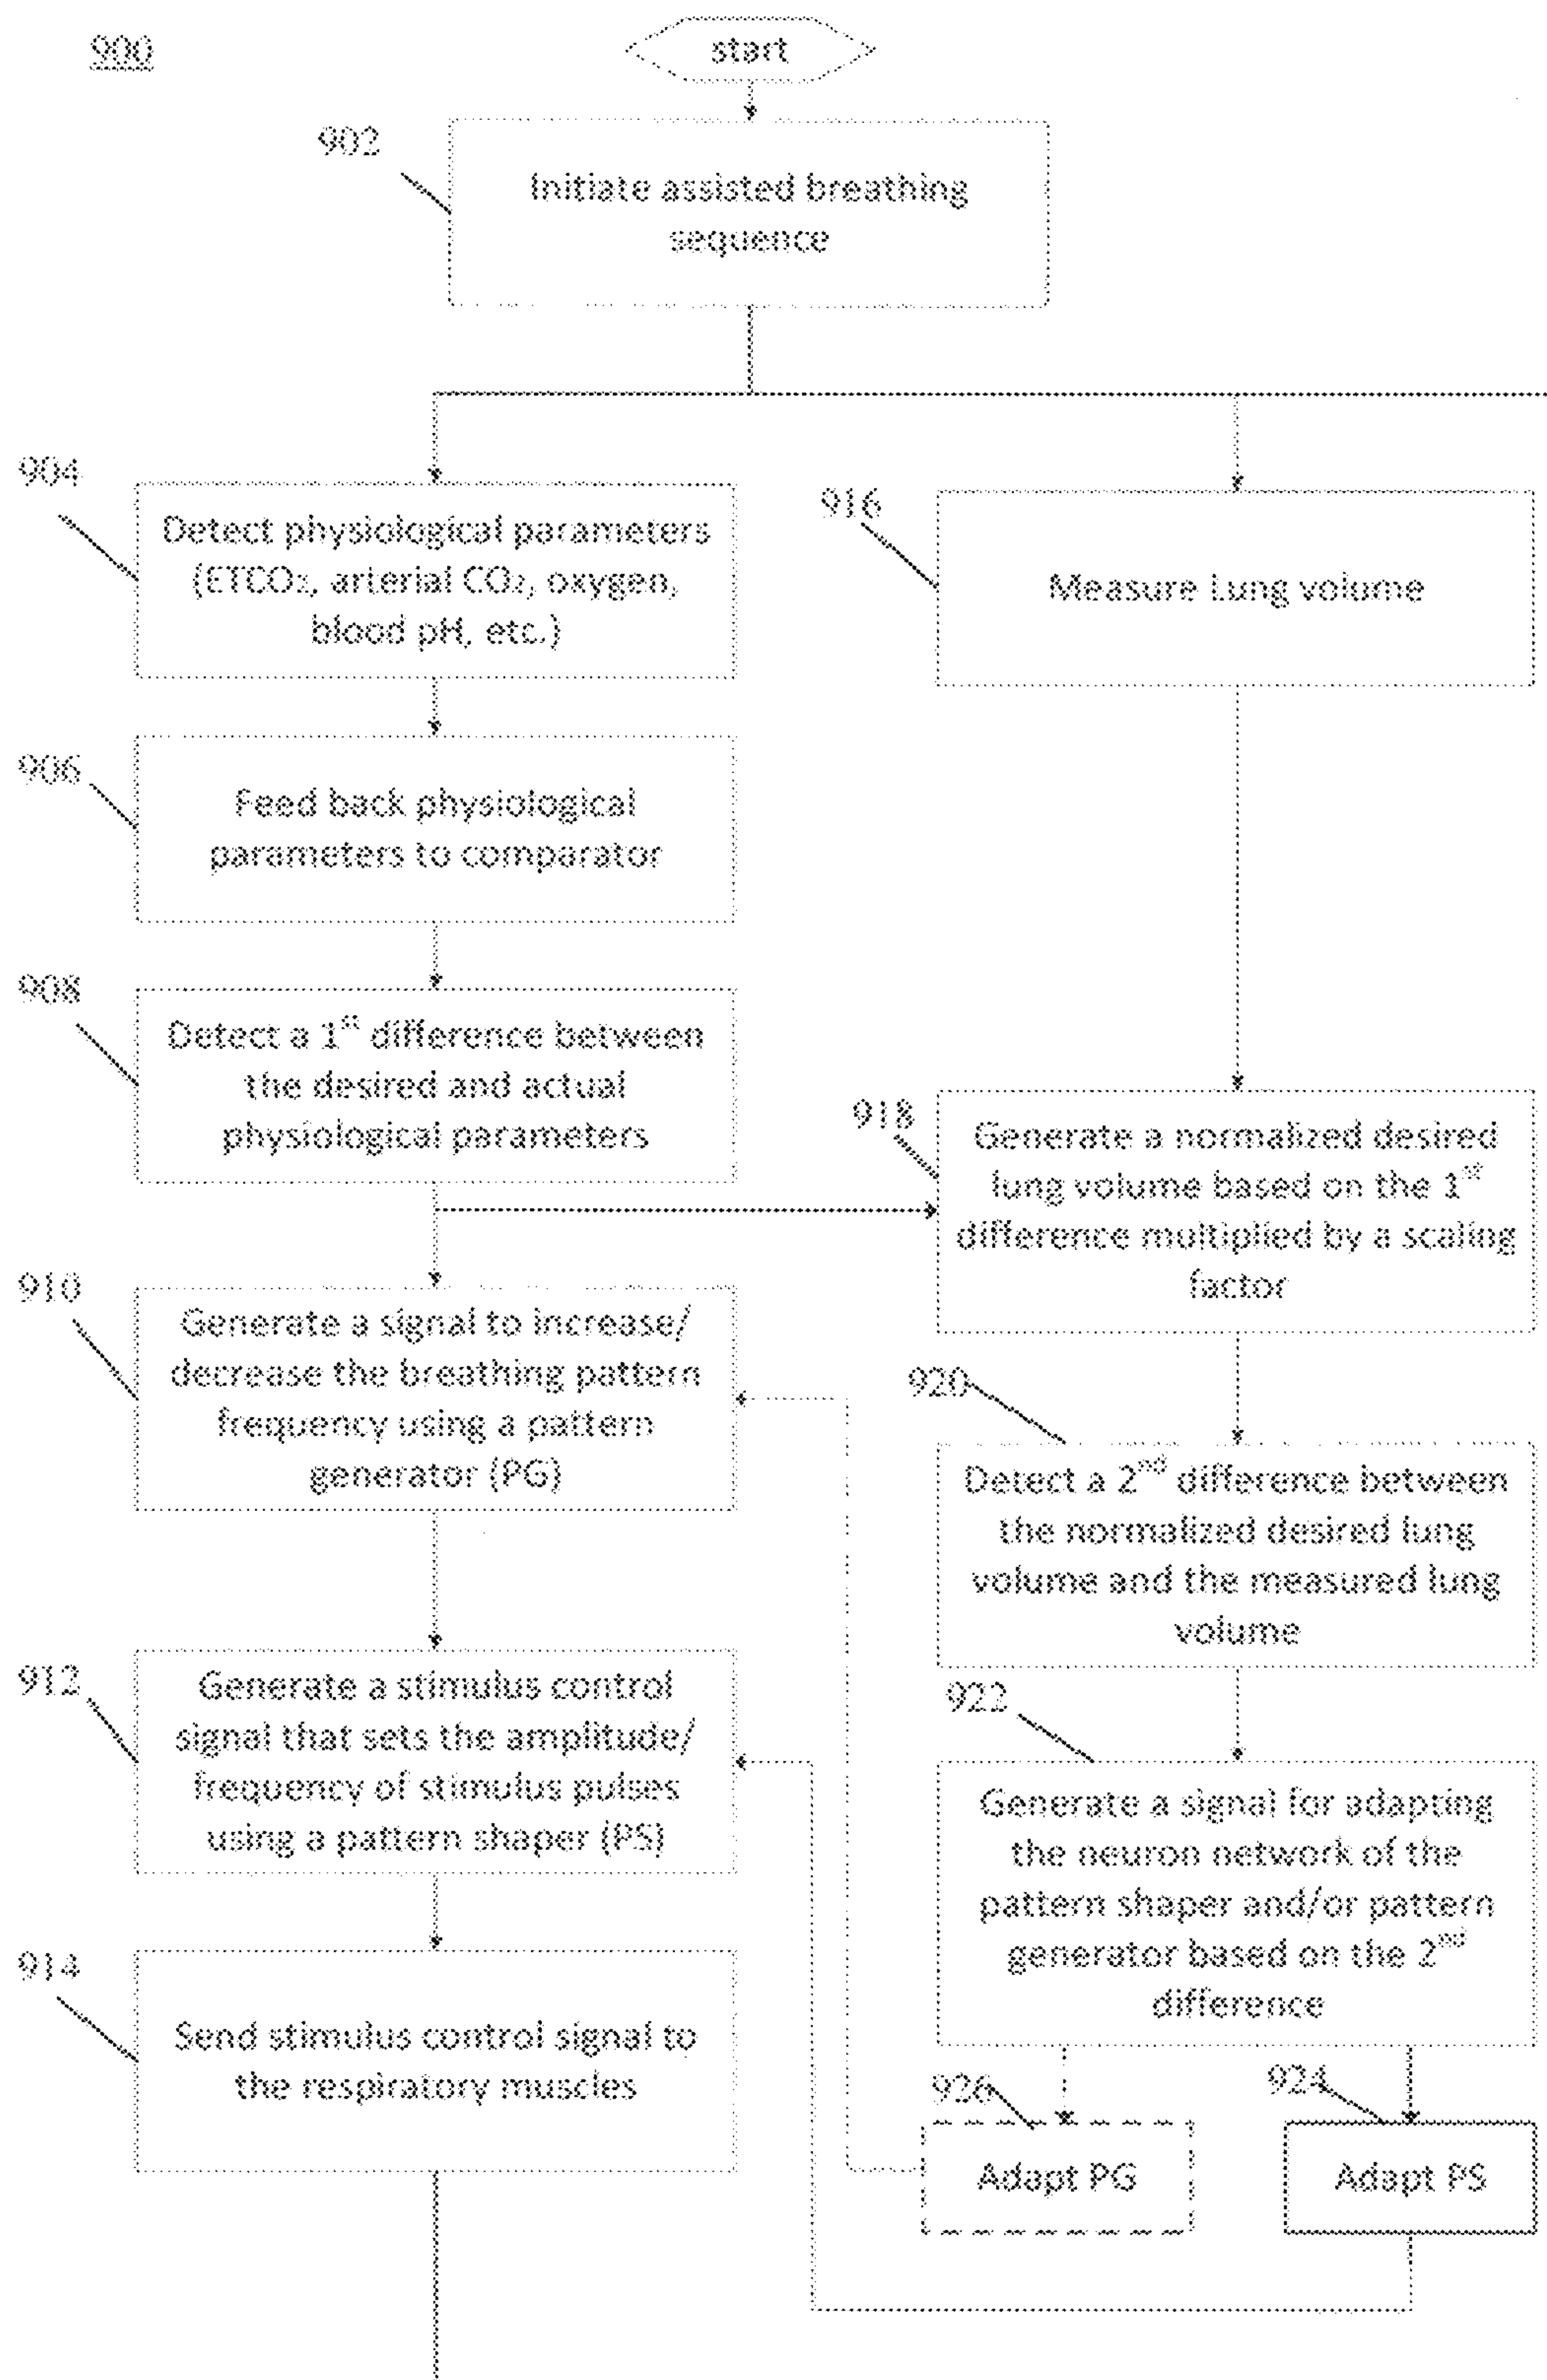 900
start
902
Initiate assisted breathing
sequence
904
Detect physiological parameters
(ETCO₂, arterial CO₂, oxygen,
blood pH, etc.)
906
Feed back physiological
parameters to comparator
908
Detect a 1st difference between
the desired and actual
physiological parameters
910
Generate a signal to increase/
decrease the breathing pattern
frequency using a pattern
generator (PG)
912
Generate a stimulus control
signal that sets the amplitude/
frequency of stimulus pulses
using a pattern shaper (PS)
914
Send stimulus control signal to
the respiratory muscles
916
Measure Lung volume
918
Generate a normalized desired
lung volume based on the 1st
difference multiplied by a scaling
factor
920
Detect a 2nd difference between
the normalized desired lung
volume and the measured lung
volume
922
Generate a signal for adapting
the neuron network of the
pattern shaper and/or pattern
generator based on the 2nd
difference
926
Adapt PG
924
Adapt PS